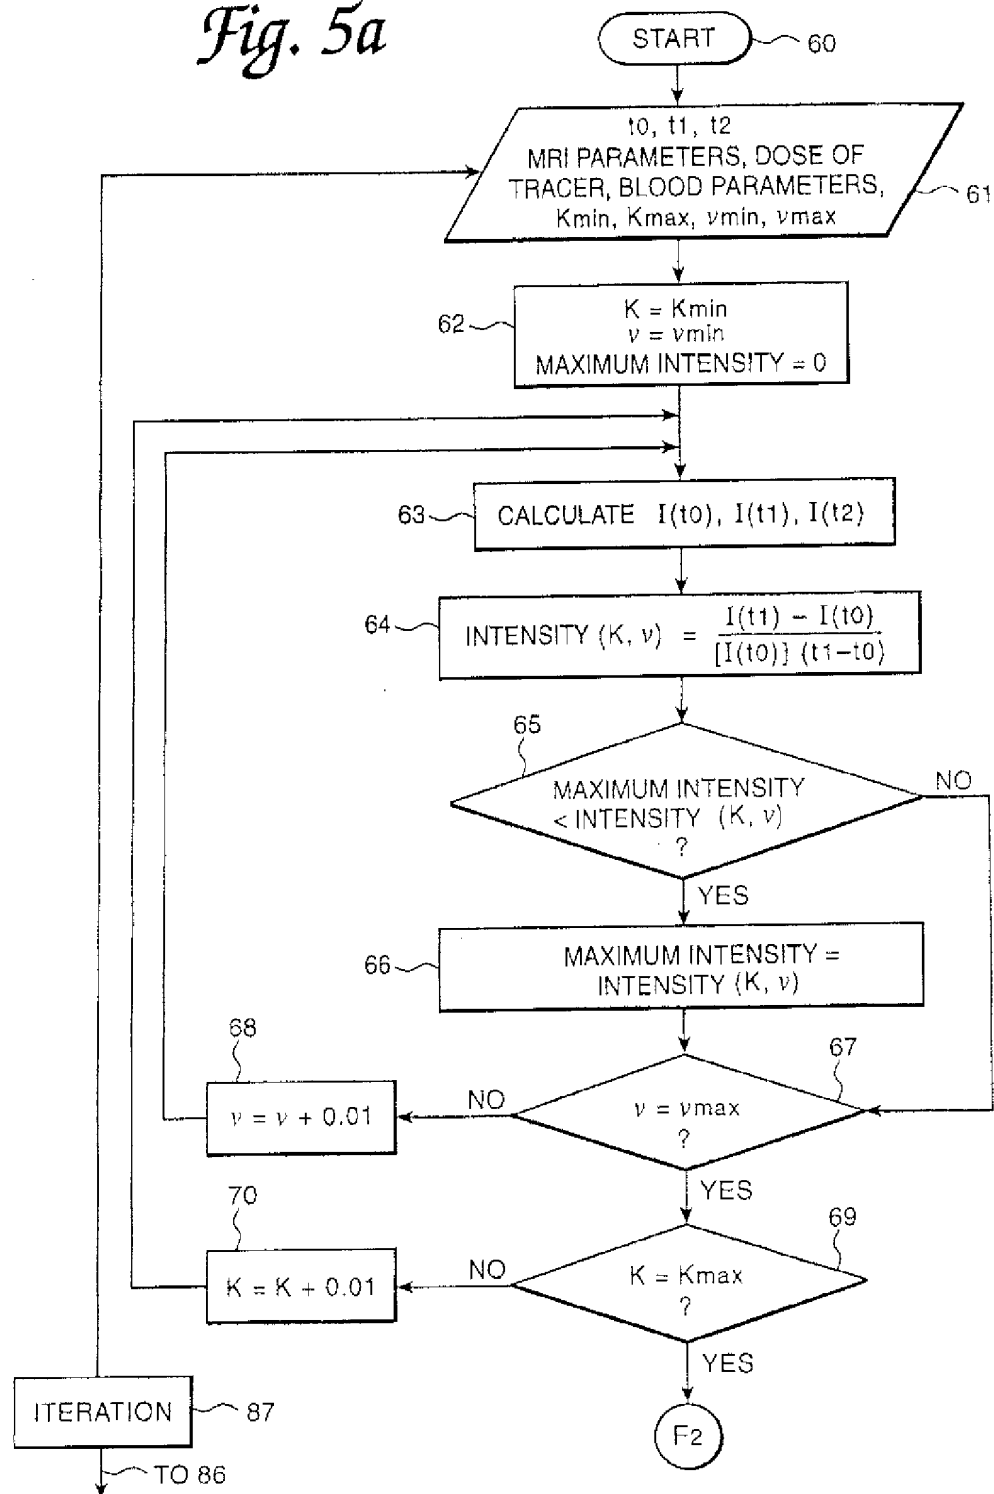 Fig. 5a
START
60
t0, t1, t2
MRI PARAMETERS, DOSE OF
TRACER, BLOOD PARAMETERS,
Kmin, Kmax, νmin, νmax
61
62
K = Kmin
ν = νmin
MAXIMUM INTENSITY = 0
63
CALCULATE I(t0), I(t1), I(t2)
64
INTENSITY (K, ν) =
I(t1) – I(t0)
[I(t0)] (t1–t0)
65
MAXIMUM INTENSITY
< INTENSITY (K, ν)
?
NO
YES
66
MAXIMUM INTENSITY =
INTENSITY (K, ν)
68
ν = ν + 0.01
NO
67
ν = νmax
?
YES
70
K = K + 0.01
NO
69
K = Kmax
?
YES
ITERATION
87
F2
TO 86